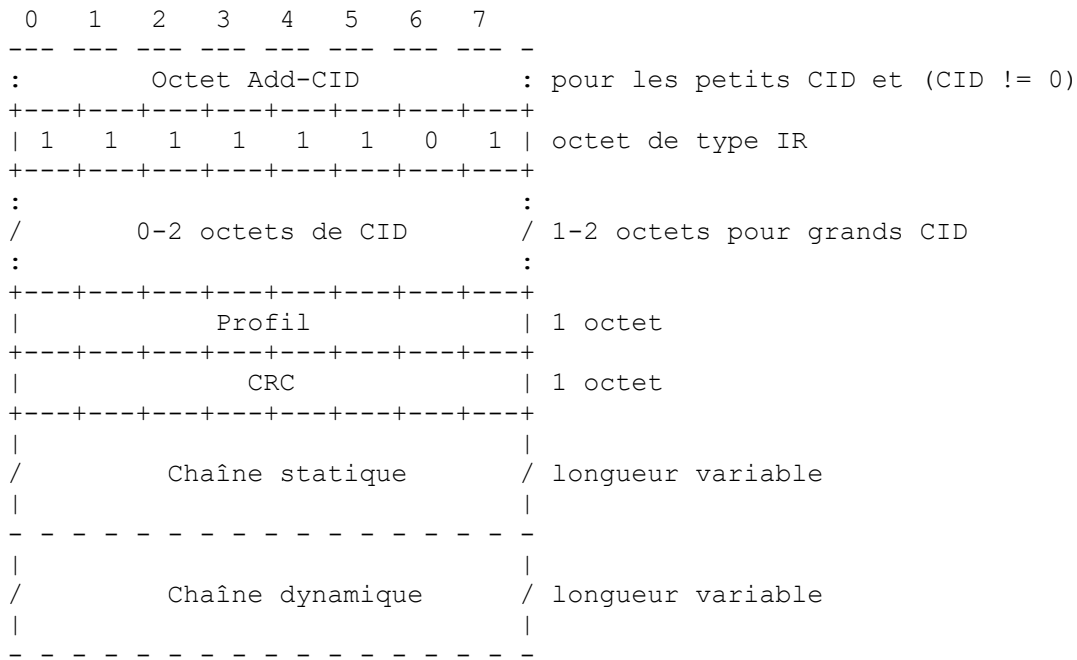 0   1   2   3   4   5   6   7
 --- --- --- --- --- --- --- --- -
:         Octet Add-CID          : pour les petits CID et (CID != 0)
+---+---+---+---+---+---+---+---+
| 1   1   1   1   1   1   0   1 | octet de type IR
+---+---+---+---+---+---+---+---+
:                               :
/       0-2 octets de CID       / 1-2 octets pour grands CID
:                               :
+---+---+---+---+---+---+---+---+
|            Profil             | 1 octet
+---+---+---+---+---+---+---+---+
|              CRC              | 1 octet
+---+---+---+---+---+---+---+---+
|                               |
/         Chaîne statique       / longueur variable
|                               |
- - - - - - - - - - - - - - - - -
|                               |
/         Chaîne dynamique      / longueur variable
|                               |
- - - - - - - - - - - - - - - - -